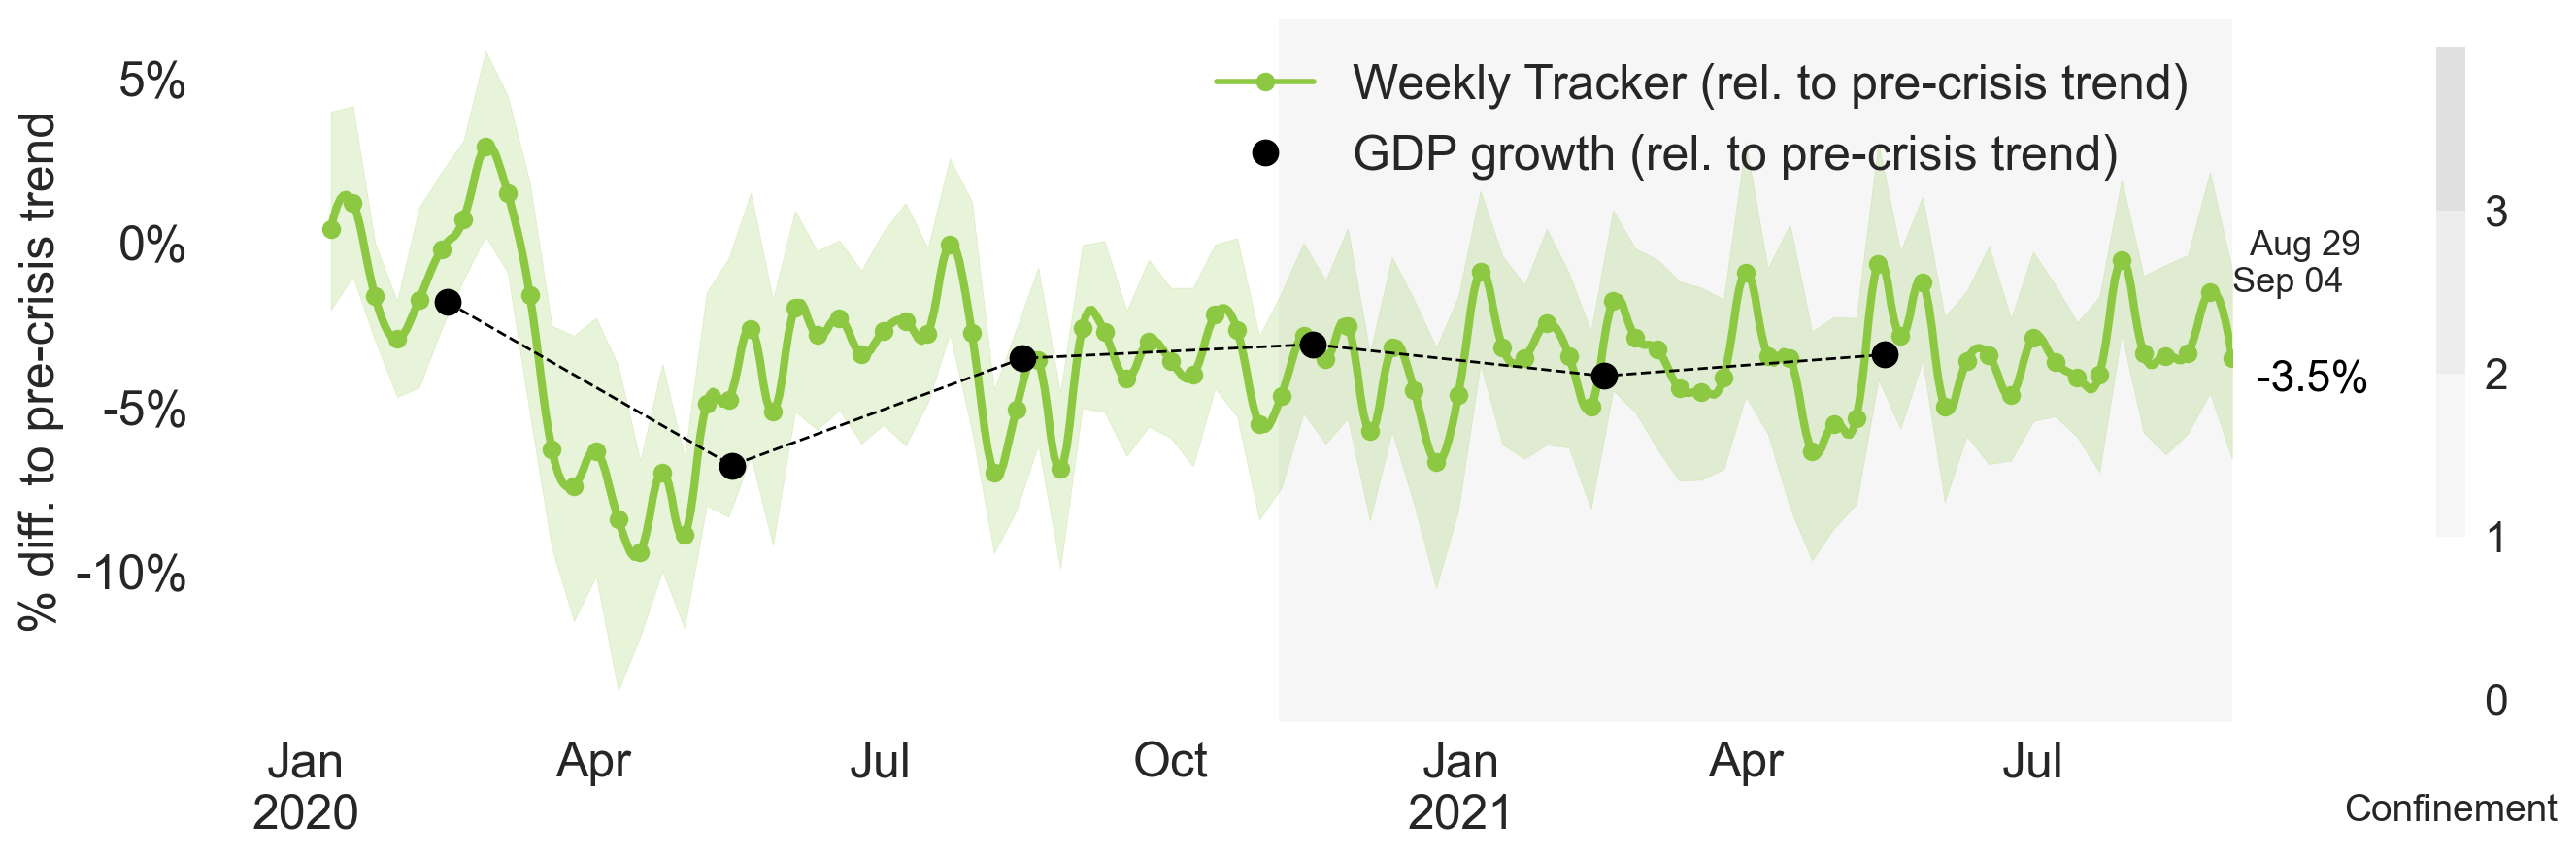 % diff. to pre-crisis trend
5%
0%
-5%
-10%
Weekly Tracker (rel. to pre-crisis trend)
GDP growth (rel. to pre-crisis trend)
Aug 29
Sep 04
-3.5%
3
2
1
0
Confinement
Jan
2020
Apr
Jul
Oct
Jan
2021
Apr
Jul